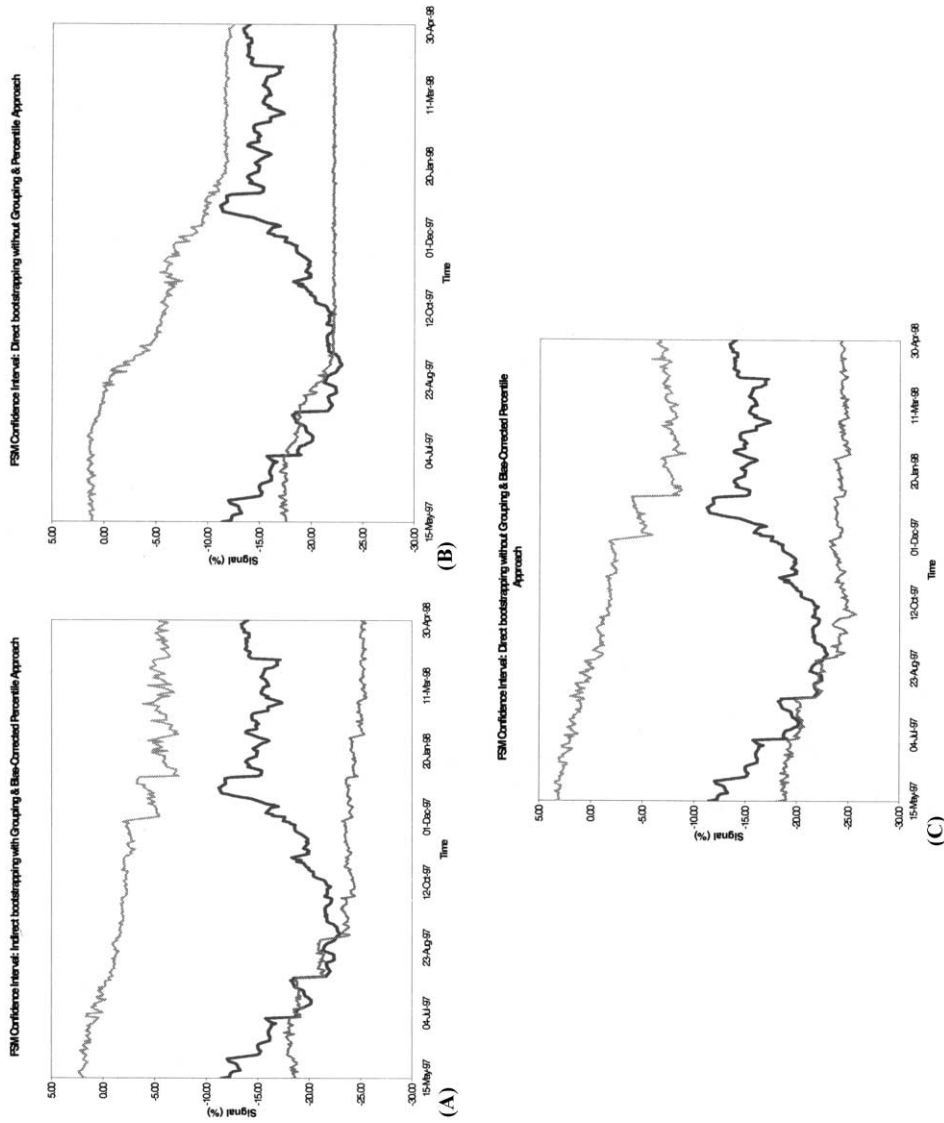 FSM Confidence Interval: Indirect bootstrapping with Grouping & Bias-Corrected Percentile Approach
5.00
0.00
-5.00
-10.00
-15.00
-20.00
-25.00
-30.00
Signal (%)
15-May-97
04-Jul-97
23-Aug-97
12-Oct-97
01-Dec-97
20-Jan-98
11-Mar-98
30-Apr-98
Time
(A)
FSM Confidence Interval: Direct bootstrapping without Grouping & Percentile Approach
5.00
0.00
-5.00
-10.00
-15.00
-20.00
-25.00
-30.00
Signal (%)
15-May-97
04-Jul-97
23-Aug-97
12-Oct-97
01-Dec-97
20-Jan-98
11-Mar-98
30-Apr-98
Time
(B)
FSM Confidence Interval: Direct bootstrapping without Grouping & Bias-Corrected Percentile
Approach
5.00
0.00
-5.00
-10.00
-15.00
-20.00
-25.00
-30.00
Signal (%)
15-May-97
04-Jul-97
23-Aug-97
12-Oct-97
01-Dec-97
20-Jan-98
11-Mar-98
30-Apr-98
Time
(C)